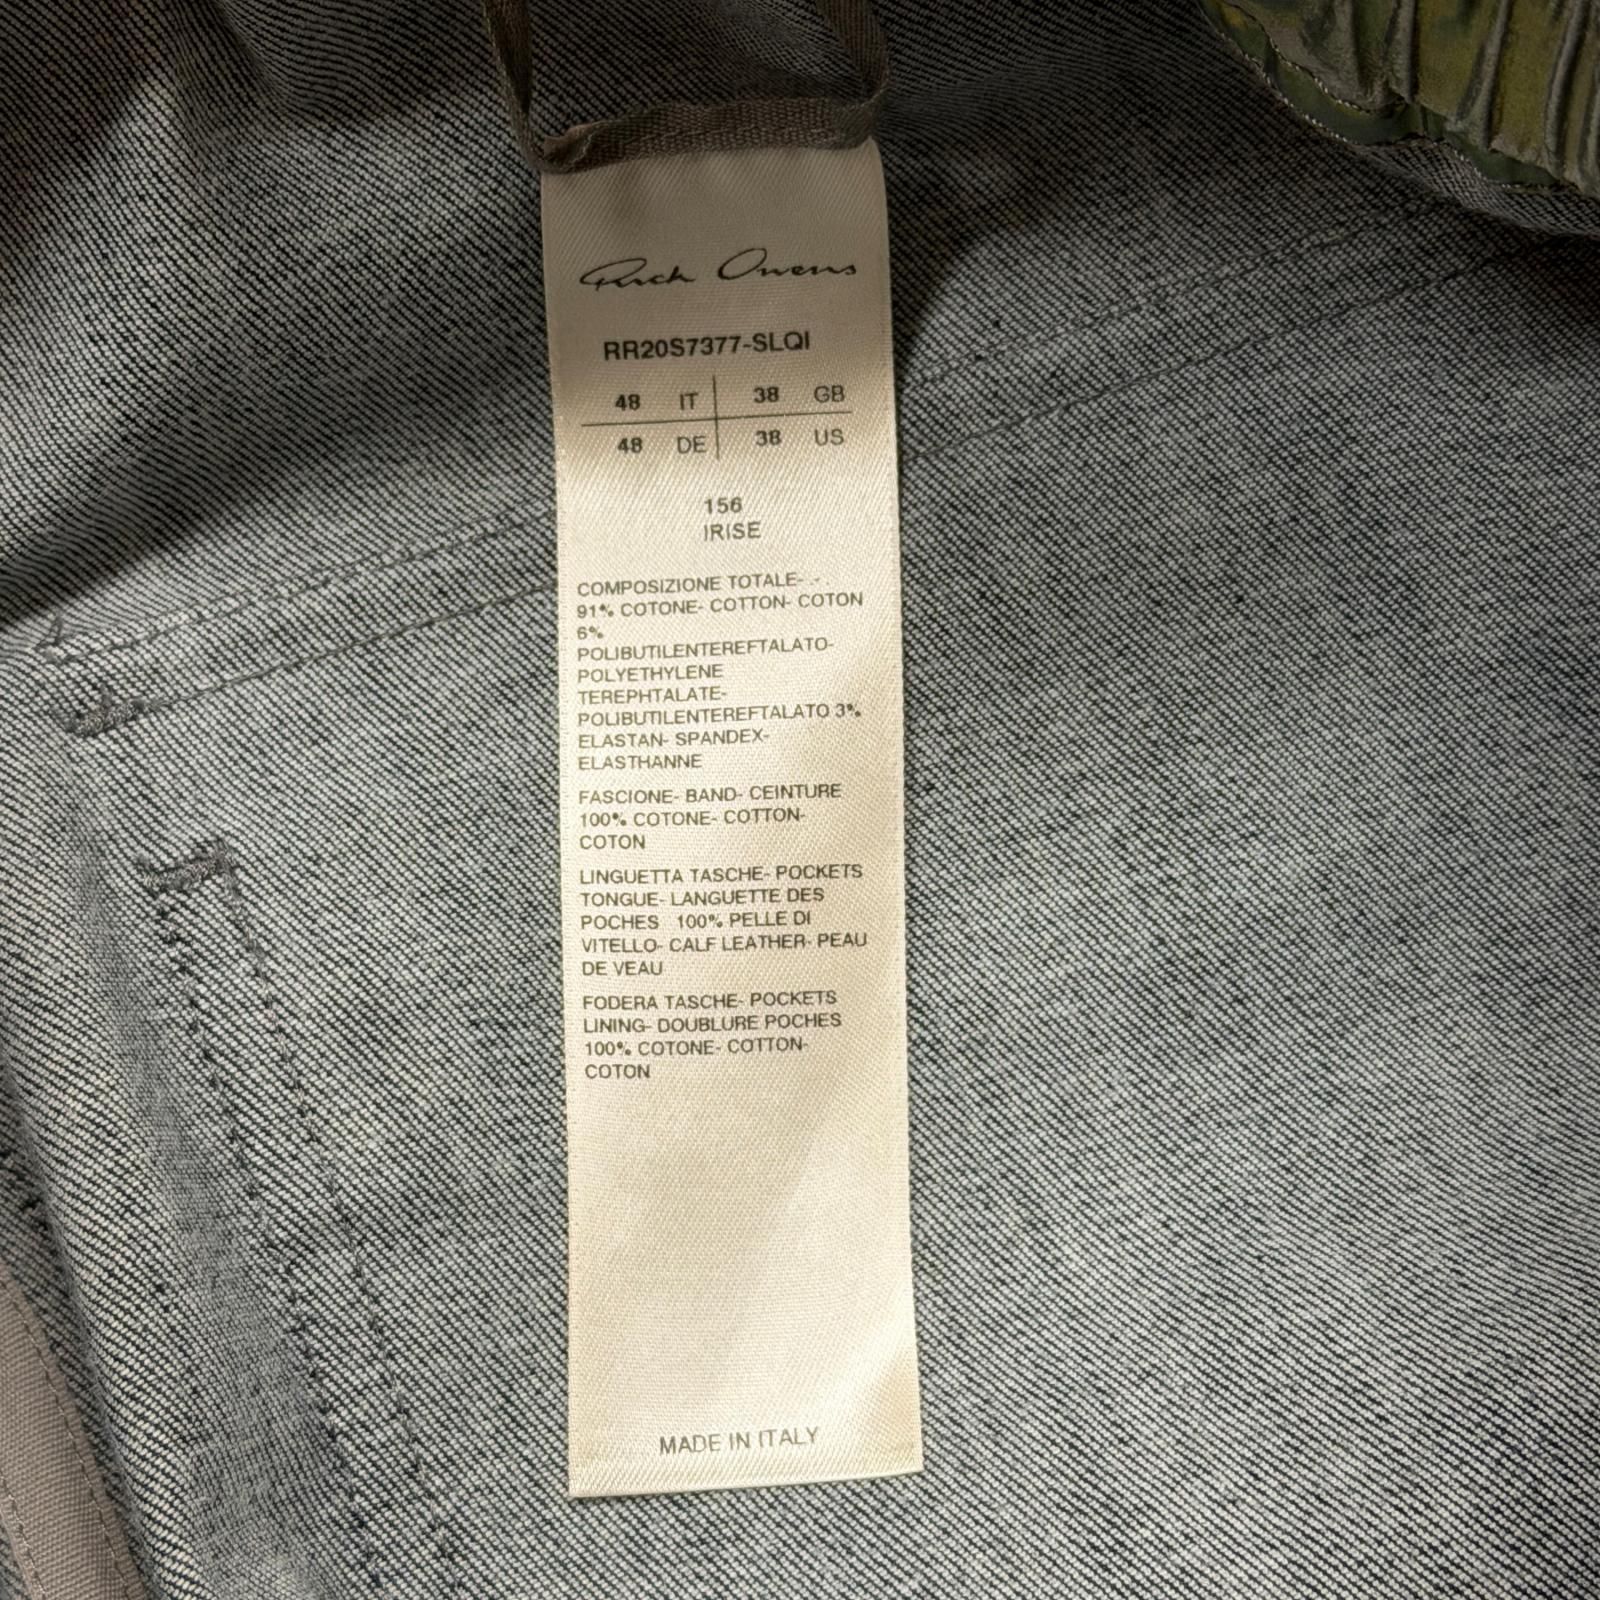 Rick Owens
RR20S7377-SLQI
48 IT 38 GB
48 DE 38 US
156
IRISE
COMPOSIZIONE TOTALE- - .
91% COTONE- COTTON- COTON
6%
POLIBUTILENTEREFTALATO-
POLYETHYLENE
TEREPHTALATE-
POLIBUTILENTEREFTALATO 3%
ELASTAN- SPANDEX-
ELASTHANNE
FASCIONE- BAND- CEINTURE
100% COTONE- COTTON-
COTON
LINGUETTA TASCHE- POCKETS
TONGUE- LANGUETTE DES
POCHES 100% PELLE DI
VITELLO- CALF LEATHER- PEAU
DE VEAU
FODERA TASCHE- POCKETS
LINING- DOUBLURE POCHES
100% COTONE- COTTON-
COTON
MADE IN ITALY